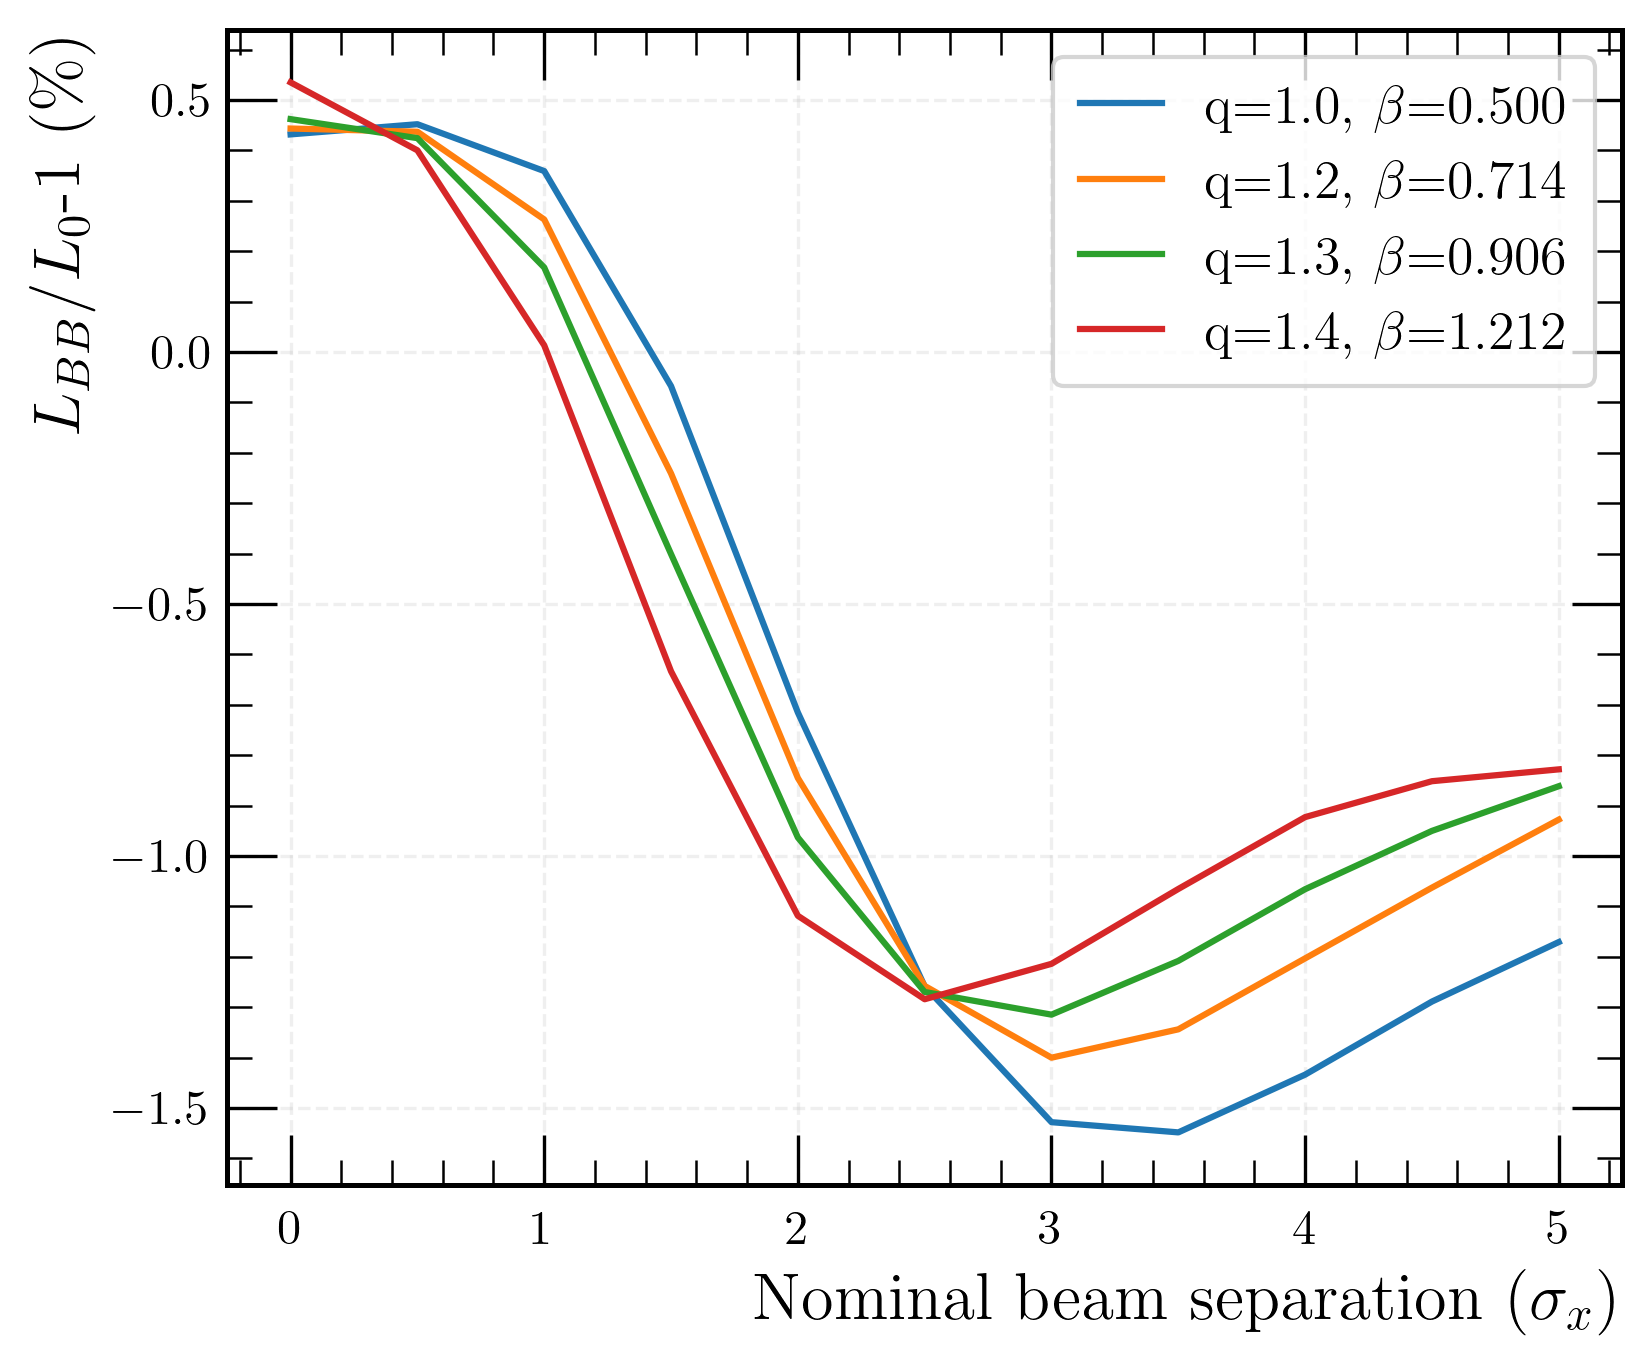 L_{BB}/L_0-1 (%)
0.5
0.0
−0.5
−1.0
−1.5
q=1.0, β=0.500
q=1.2, β=0.714
q=1.3, β=0.906
q=1.4, β=1.212
0 1 2 3 4 5
Nominal beam separation (σ_x)